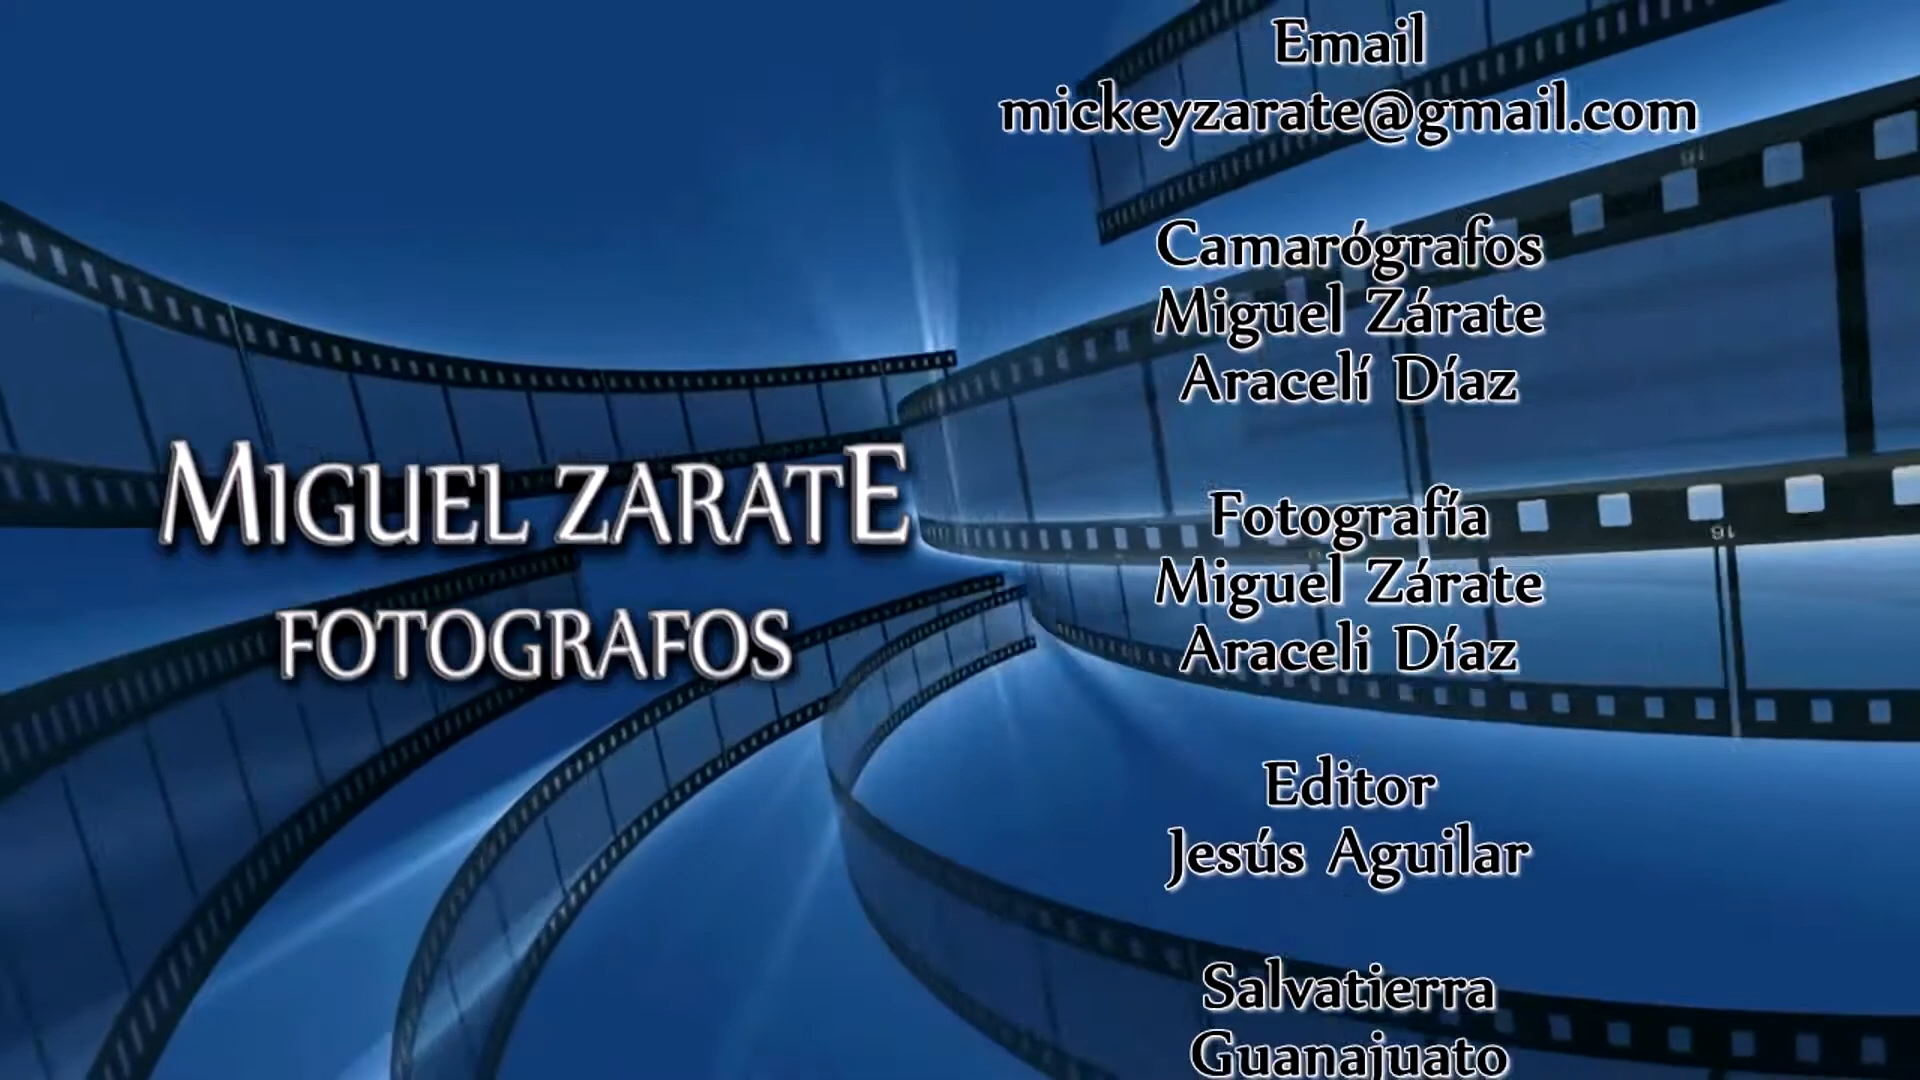 MIGUEL ZARATE
FOTOGRAFOS
Email
mickeyzarate@gmail.com
Camarógrafos
Miguel Zárate
Aracelí Díaz
Fotografía
Miguel Zárate
Araceli Díaz
Editor
Jesús Aguilar
Salvatierra
Guanajuato